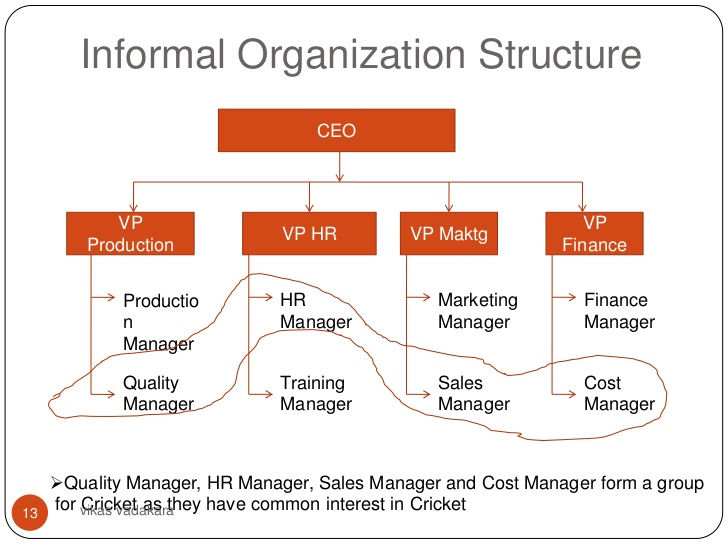 Informal Organization Structure
CEO
VP
Production
VP HR
VP Maktg
VP
Finance
Productio
n
Manager
HR
Manager
Marketing
Manager
Finance
Manager
Quality
Manager
Training
Manager
Sales
Manager
Cost
Manager
➢Quality Manager, HR Manager, Sales Manager and Cost Manager form a group
for Cricket as they have common interest in Cricket
13
vikas vadakara